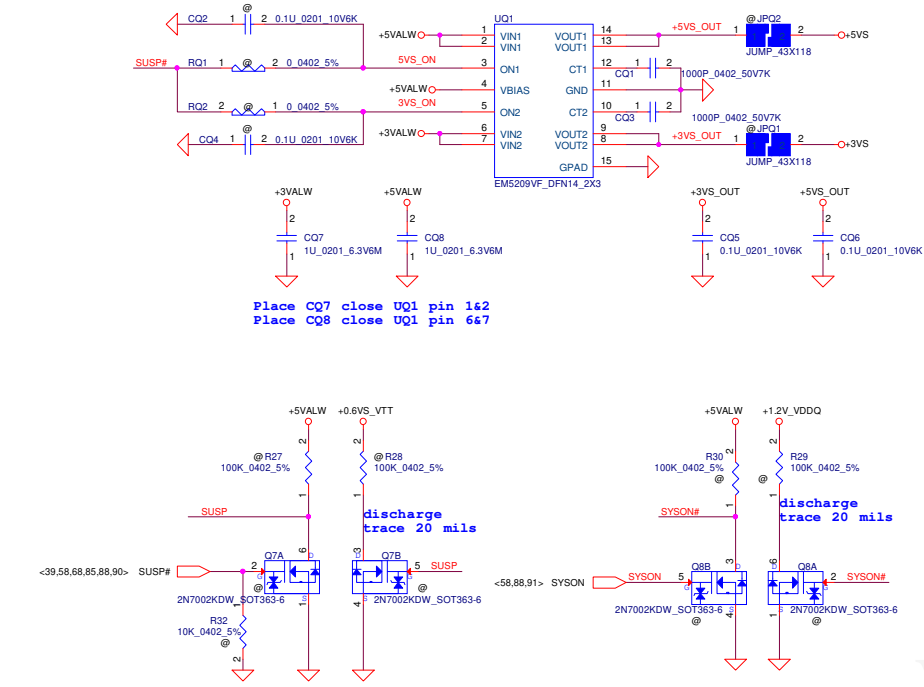 @
CQ2 1 2 0.1U_0201_10V6K
SUSP# RQ1 1 @ 2 0_0402_5%
RQ2 2 @ 1 0_0402_5%
@
CQ4 1 2 0.1U_0201_10V6K
+5VALW
5VS_ON
+5VALW
3VS_ON
+3VALW
UQ1
1 VIN1 VOUT1 14
2 VIN1 VOUT1 13
3 ON1 CT1 12
4 VBIAS GND 11
5 ON2 CT2 10
6 VIN2 VOUT2 9
7 VIN2 VOUT2 8
GPAD 15
EM5209VF_DFN14_2X3
+5VS_OUT
@JPQ2
1 2 +5VS
JUMP_43X118
CQ1 1 2 1000P_0402_50V7K
CQ3 1 2 1000P_0402_50V7K
+3VS_OUT
@JPQ1
1 2 +3VS
JUMP_43X118
+3VALW
2
CQ7
1U_0201_6.3V6M
1
+5VALW
2
CQ8
1U_0201_6.3V6M
1
+3VS_OUT
2
CQ5
0.1U_0201_10V6K
1
+5VS_OUT
2
CQ6
0.1U_0201_10V6K
1
Place CQ7 close UQ1 pin 1&2
Place CQ8 close UQ1 pin 6&7
+5VALW
2
@R27
100K_0402_5%
1
SUSP
+0.6VS_VTT
2
@R28
100K_0402_5%
1
discharge
trace 20 mils
<39,58,68,85,88,90> SUSP#
2 G
Q7A
6 D
@
1 S
2N7002KDW_SOT363-6
1
R32
10K_0402_5%
@
2
3 D
Q7B
5 G
SUSP
@
4 S
2N7002KDW_SOT363-6
+5VALW
2
R30
100K_0402_5%
@
1
SYSON#
+1.2V_VDDQ
2
R29
100K_0402_5%
@
1
discharge
trace 20 mils
<58,88,91> SYSON
SYSON
5 G
Q8B
3 D
4 S
2N7002KDW_SOT363-6
@
6 D
Q8A
2 G
SYSON#
1 S
2N7002KDW_SOT363-6
@